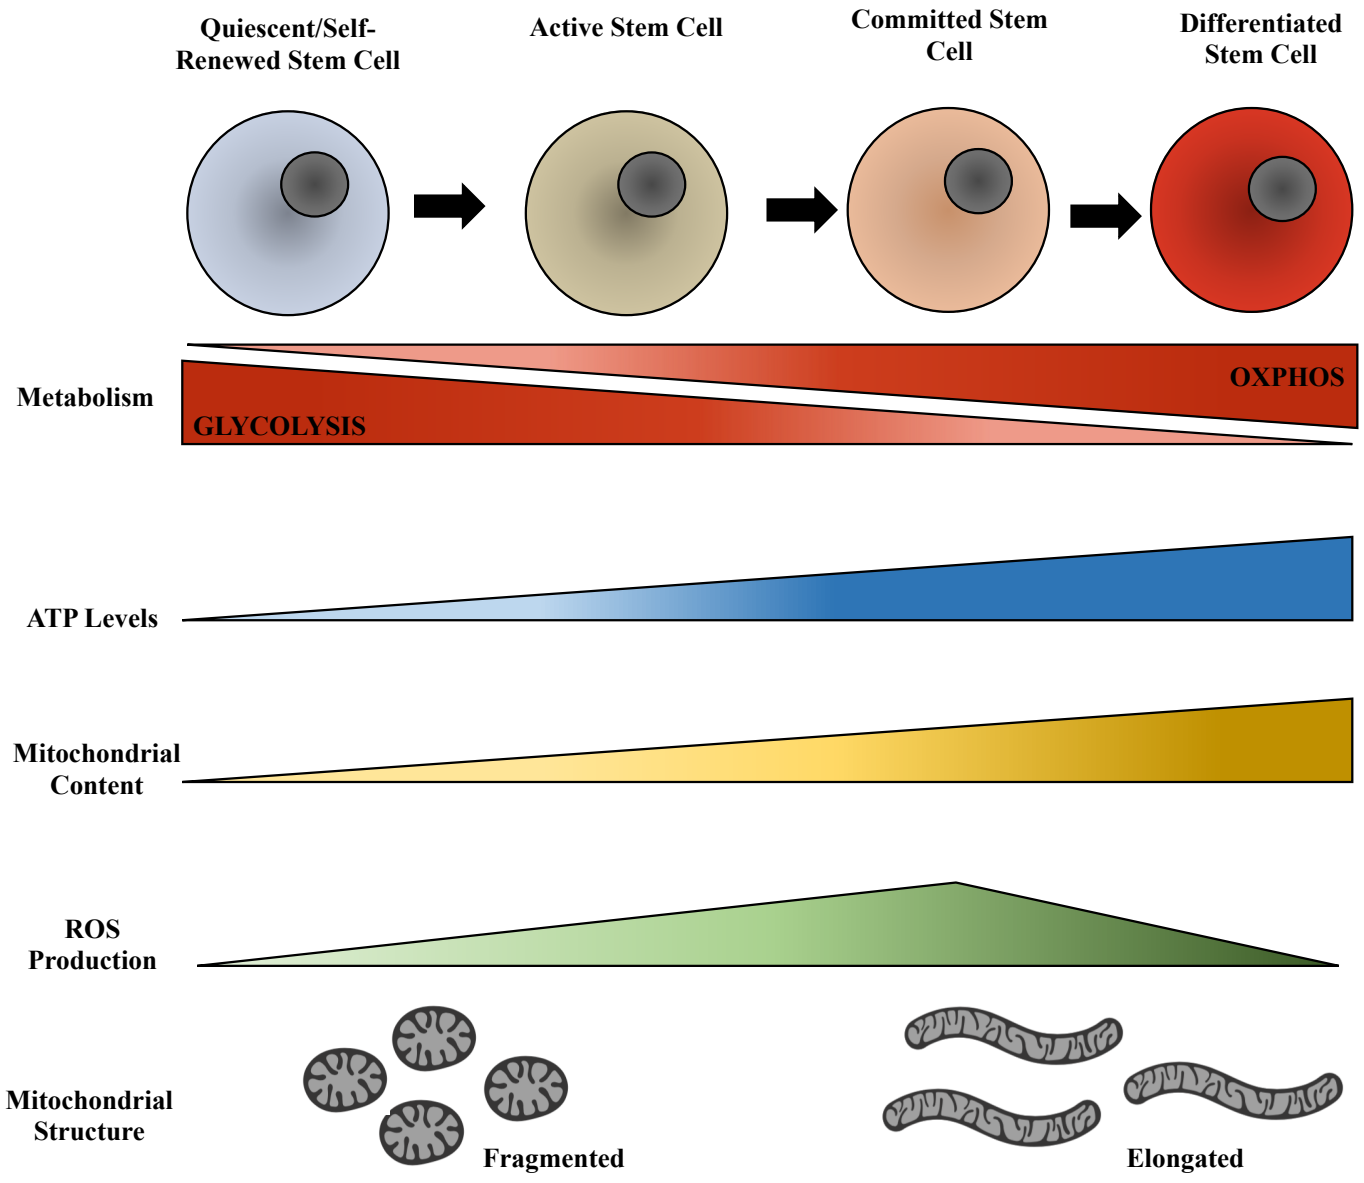 Quiescent/Self-
Renewed Stem Cell
Active Stem Cell
Committed Stem
Cell
Differentiated
Stem Cell
Metabolism
OXPHOS
GLYCOLYSIS
ATP Levels
Mitochondrial
Content
ROS
Production
Mitochondrial
Structure
Fragmented
Elongated